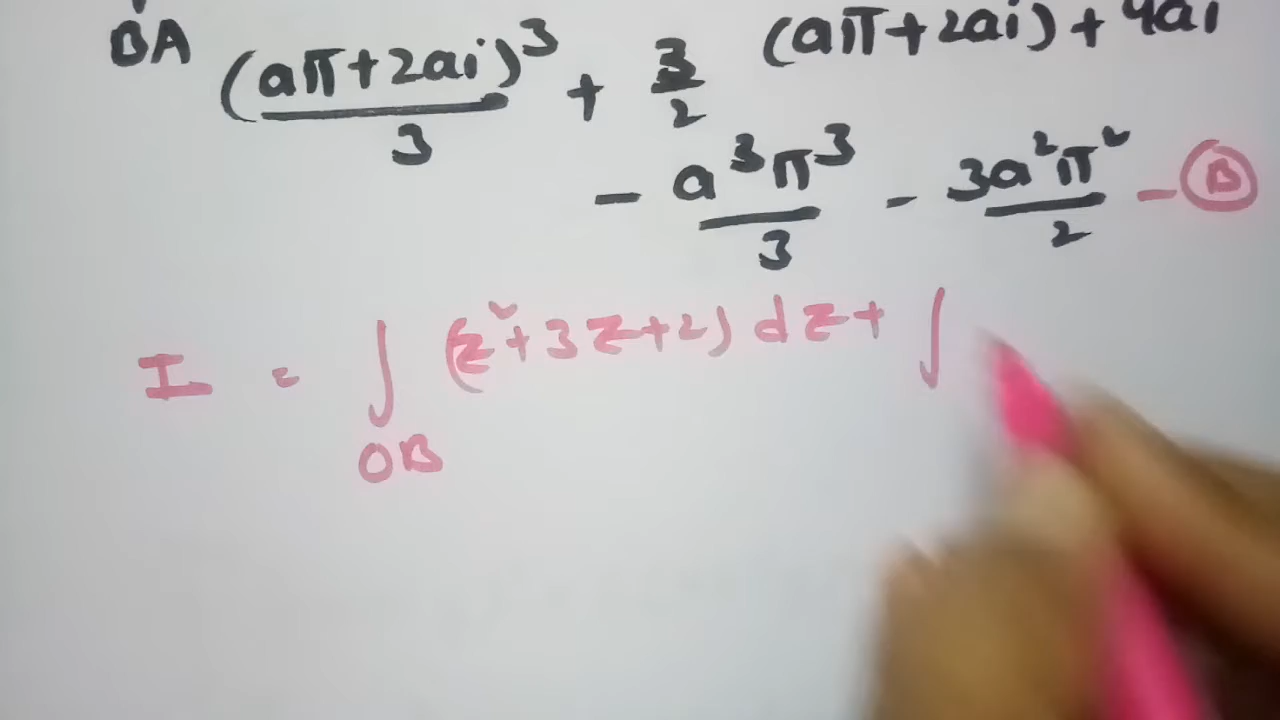 (aπ+2ai) + 4ai
BA (aπ+2ai)³/3 + 3/2
- a³π³/3 - 3a²π²/2 - B
I = ∫ (z²+3z+2) dz + ∫
OB